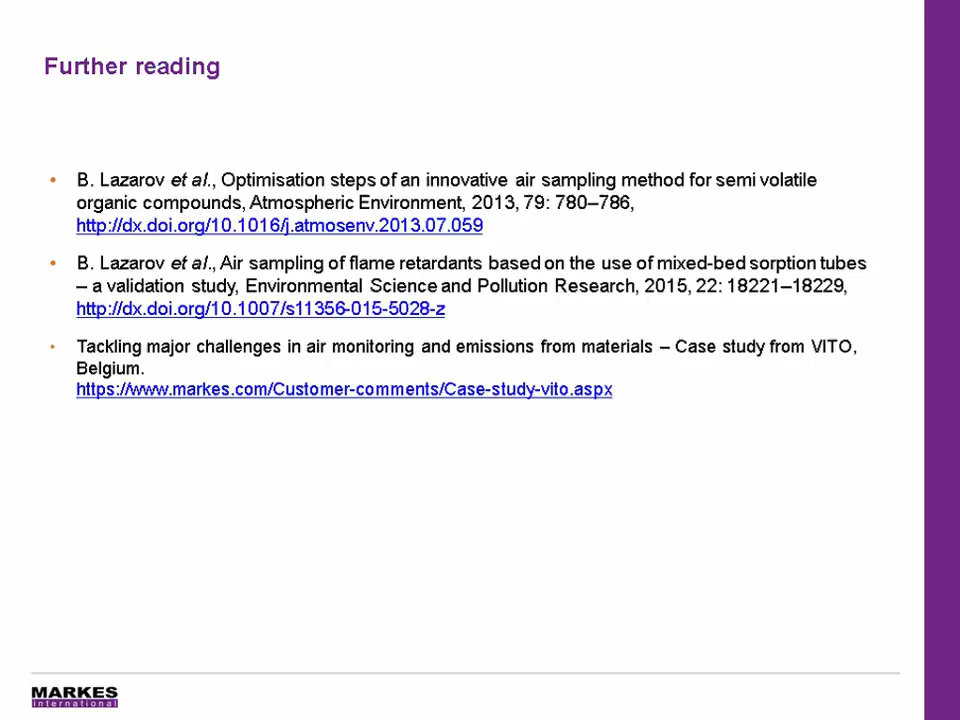 Further reading
• B. Lazarov et al., Optimisation steps of an innovative air sampling method for semi volatile
organic compounds, Atmospheric Environment, 2013, 79: 780–786,
http://dx.doi.org/10.1016/j.atmosenv.2013.07.059
• B. Lazarov et al., Air sampling of flame retardants based on the use of mixed-bed sorption tubes
– a validation study, Environmental Science and Pollution Research, 2015, 22: 18221–18229,
http://dx.doi.org/10.1007/s11356-015-5028-z
• Tackling major challenges in air monitoring and emissions from materials – Case study from VITO,
Belgium.
https://www.markes.com/Customer-comments/Case-study-vito.aspx
MARKES
international